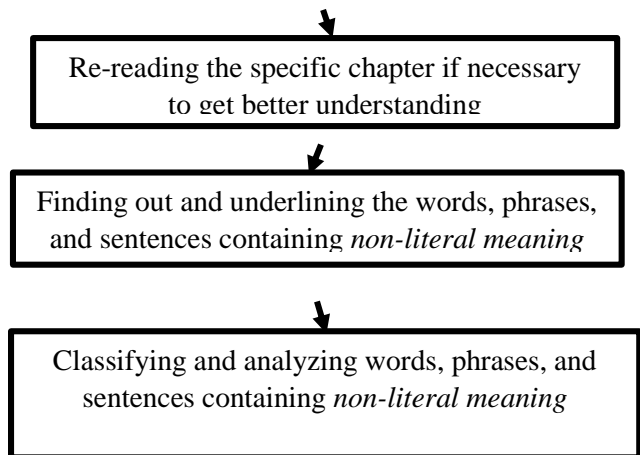 Re-reading the specific chapter if necessary
to get better understanding
Finding out and underlining the words, phrases,
and sentences containing non-literal meaning
Classifying and analyzing words, phrases, and
sentences containing non-literal meaning